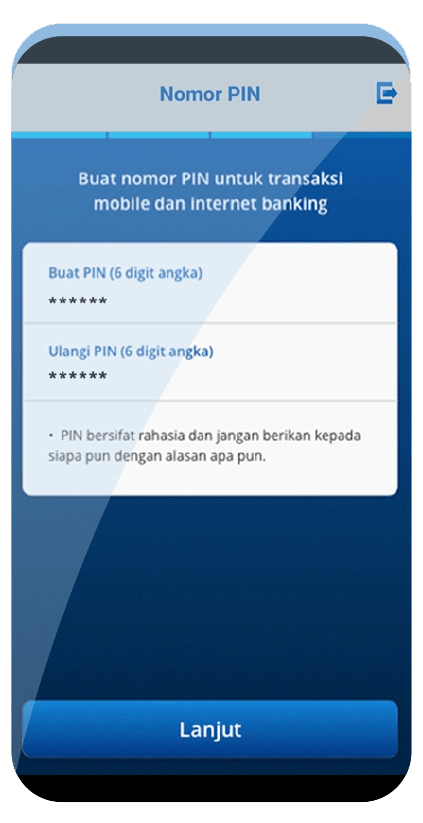 Nomor PIN
Buat nomor PIN untuk transaksi
mobile dan internet banking
Buat PIN (6 digit angka)
******
Ulangi PIN (6 digit angka)
******
• PIN bersifat rahasia dan jangan berikan kepada
siapa pun dengan alasan apa pun.
Lanjut